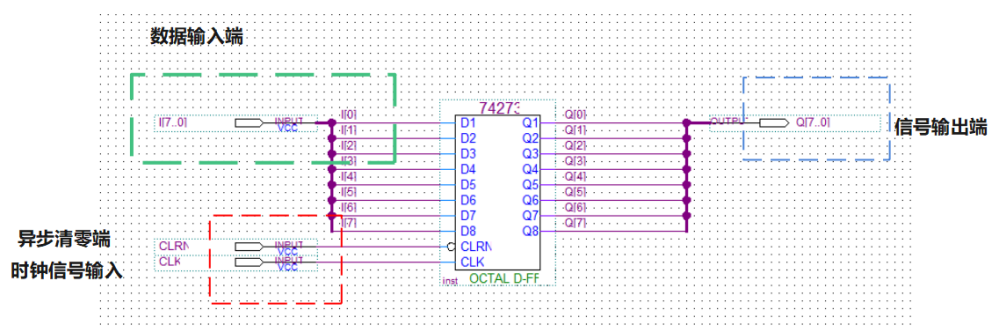 数据输入端
74273
I[7..0]
INPUT
VCC
I[0]
I[1]
I[2]
I[3]
I[4]
I[5]
I[6]
I[7]
D1
D2
D3
D4
D5
D6
D7
D8
CLRN
CLK
Q1
Q2
Q3
Q4
Q5
Q6
Q7
Q8
Q[0]
Q[1]
Q[2]
Q[3]
Q[4]
Q[5]
Q[6]
Q[7]
OUTPUT
Q[7..0]
信号输出端
异步清零端
CLRN
INPUT
VCC
时钟信号输入
CLK
INPUT
VCC
inst
OCTAL D-FF